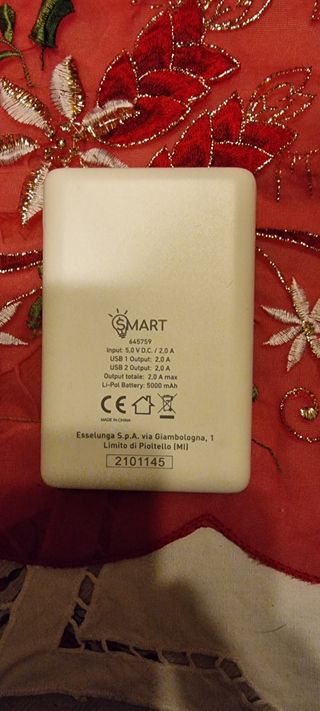 SMART
645759
Input: 5,0 V D.C. / 2,0 A
USB 1 Output: 2,0 A
USB 2 Output: 2,0 A
Output totale: 2,0 A max
Li-Pol Battery: 5000 mAh
CE
MADE IN CHINA
Esselunga S.p.A. via Giambologna, 1
Limito di Pioltello (MI)
2101145